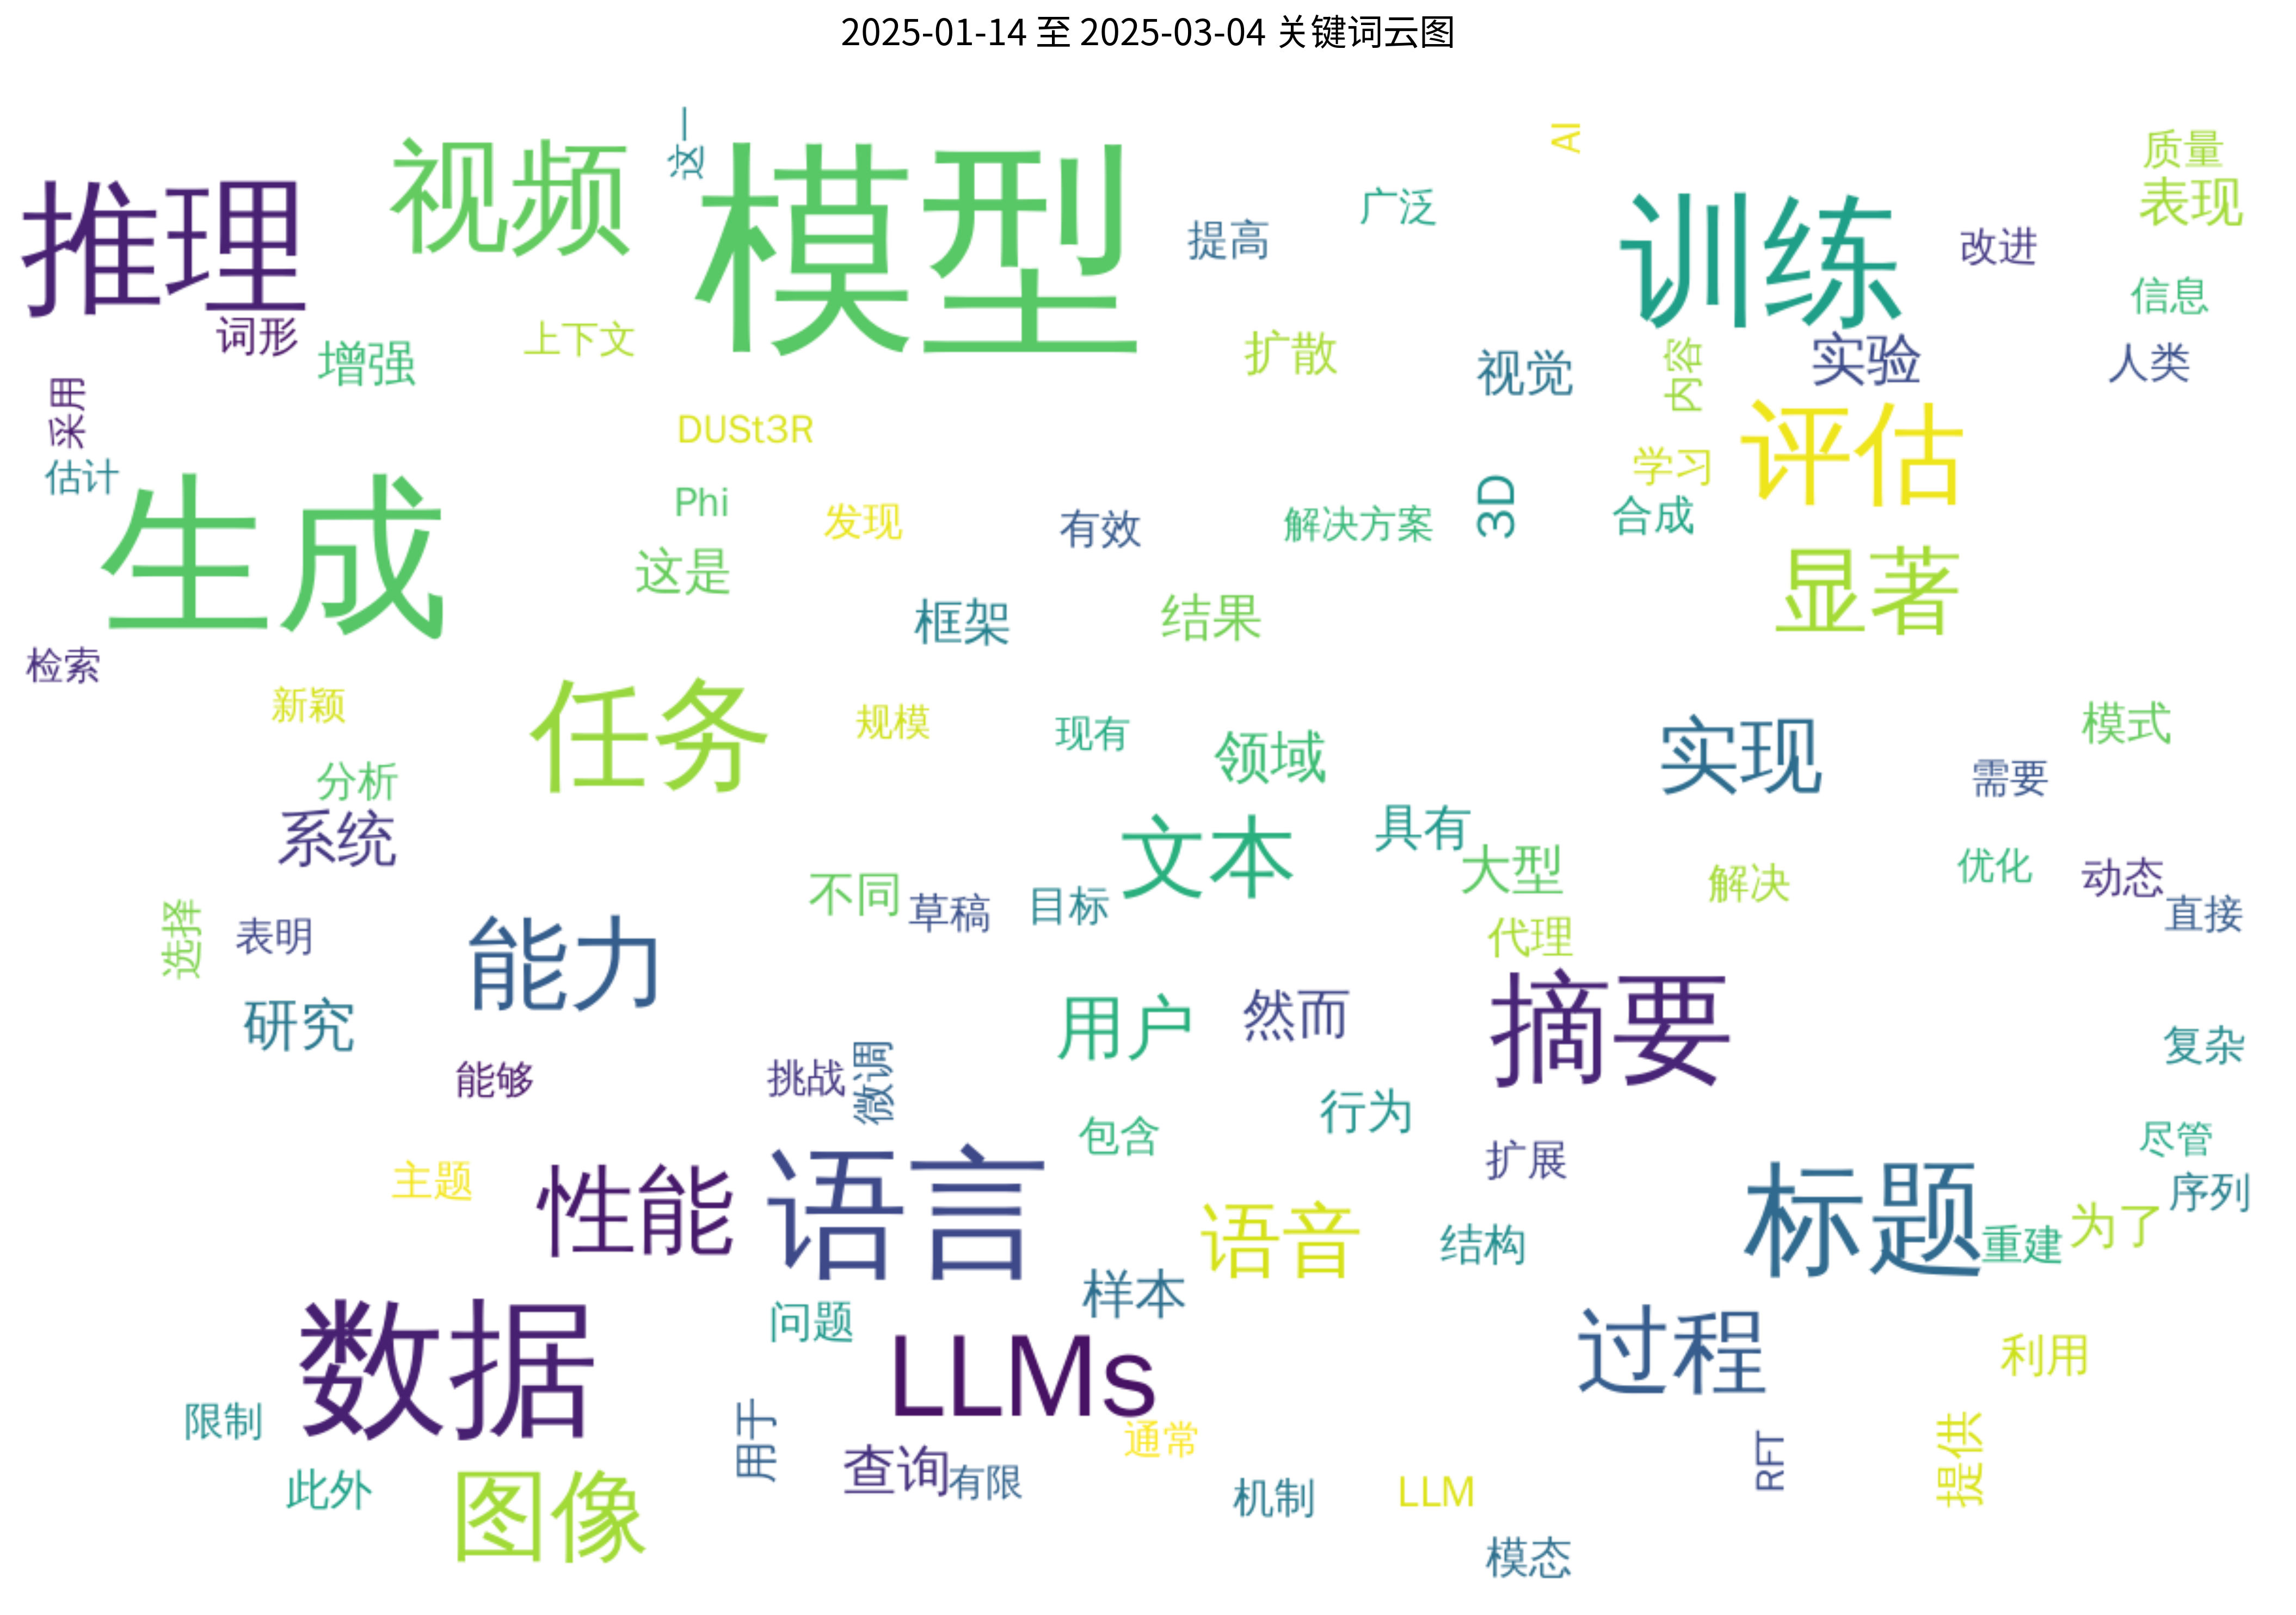 2025-01-14 至 2025-03-04 关键词云图
这一
AI
质量
视频
模型
推理
表现
广泛
训练
提高
改进
信息
词形
上下文
增强
扩散
视觉
内容
实验
人类
采用
DUSt3R
评估
学习
估计
Phi
发现
有效
解决方案
3D
合成
生成
这是
显著
框架
结果
检索
新颖
任务
规模
现有
领域
实现
模式
需要
分析
系统
具有
文本
大型
解决
优化
动态
不同
草稿
目标
直接
选择
表明
代理
能力
研究
用户
然而
摘要
复杂
能够
挑战
微调
行为
包含
尽管
扩展
主题
性能
语言
语音
标题
序列
为了
重建
结构
样本
问题
数据
LLMs
过程
利用
限制
用于
通常
查询
有限
RFT
提供
此外
图像
机制
LLM
模态